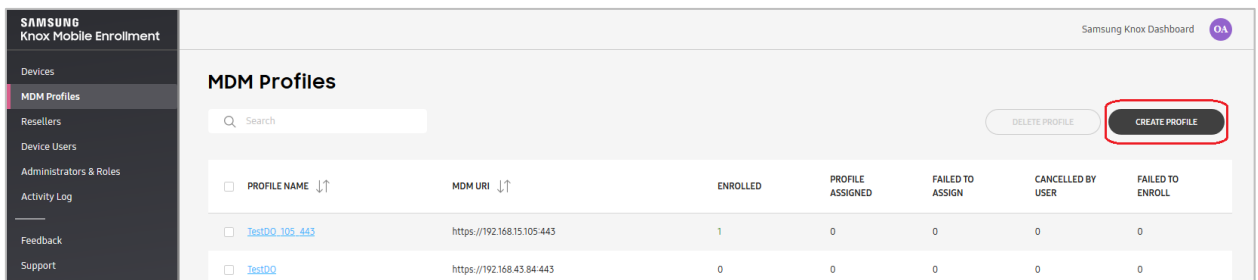 SAMSUNG
Knox Mobile Enrollment
Samsung Knox Dashboard OA
Devices
MDM Profiles
Resellers
Device Users
Administrators & Roles
Activity Log
Feedback
Support
MDM Profiles
Search
DELETE PROFILE CREATE PROFILE
PROFILE NAME MDM URI ENROLLED PROFILE ASSIGNED FAILED TO ASSIGN CANCELLED BY USER FAILED TO ENROLL
TestDO_105_443 https://192.168.15.105:443 1 0 0 0 0
TestDO https://192.168.43.84:443 0 0 0 0 0